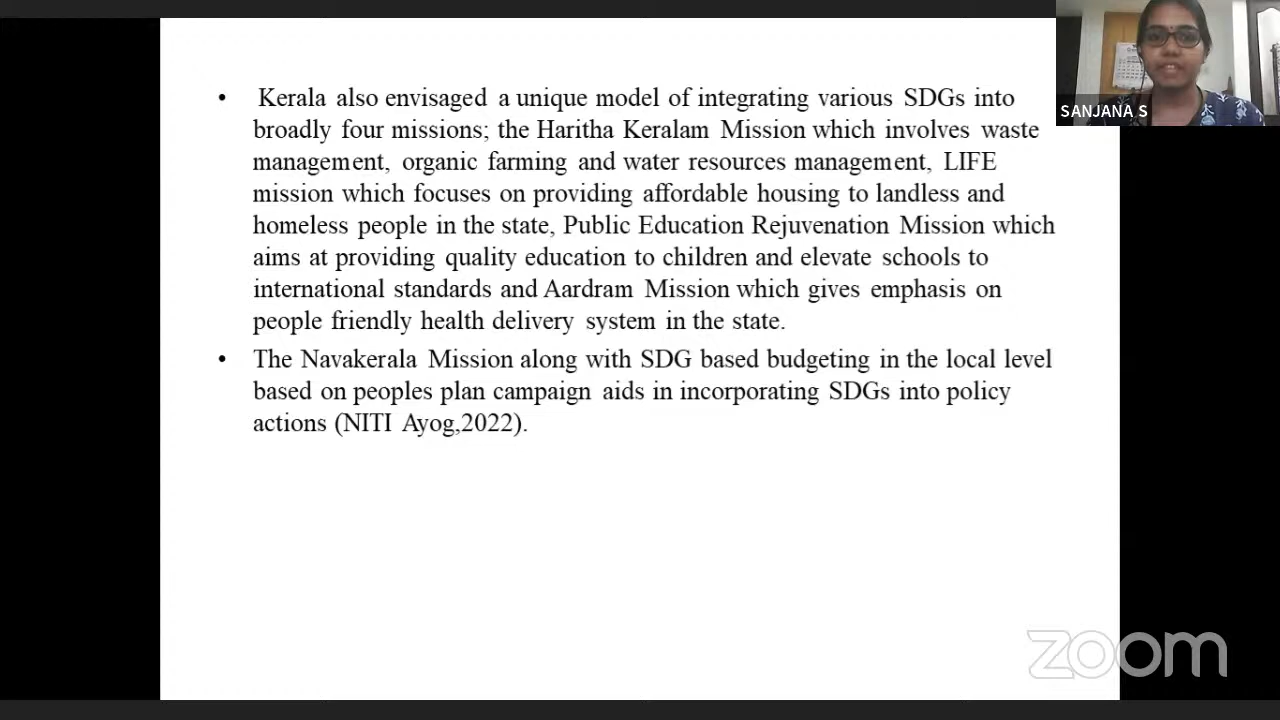 SANJANA S
• Kerala also envisaged a unique model of integrating various SDGs into
broadly four missions; the Haritha Keralam Mission which involves waste
management, organic farming and water resources management, LIFE
mission which focuses on providing affordable housing to landless and
homeless people in the state, Public Education Rejuvenation Mission which
aims at providing quality education to children and elevate schools to
international standards and Aardram Mission which gives emphasis on
people friendly health delivery system in the state.
• The Navakerala Mission along with SDG based budgeting in the local level
based on peoples plan campaign aids in incorporating SDGs into policy
actions (NITI Ayog,2022).
zoom